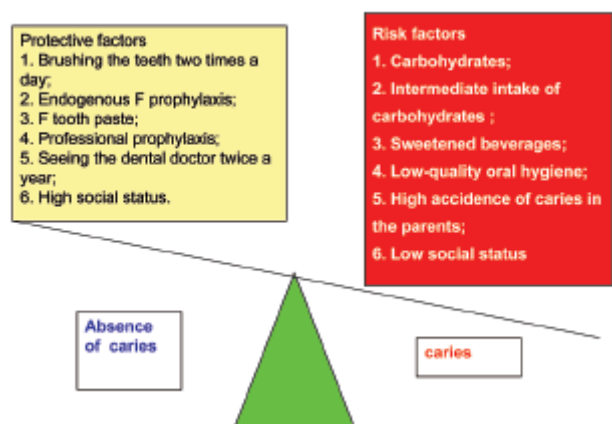 Protective factors
1. Brushing the teeth two times a
day;
2. Endogenous F prophylaxis;
3. F tooth paste;
4. Professional prophylaxis;
5. Seeing the dental doctor twice a
year;
6. High social status.
Risk factors
1. Carbohydrates;
2. Intermediate intake of
carbohydrates ;
3. Sweetened beverages;
4. Low-quality oral hygiene;
5. High accidence of caries in
the parents;
6. Low social status
Absence
of caries
caries